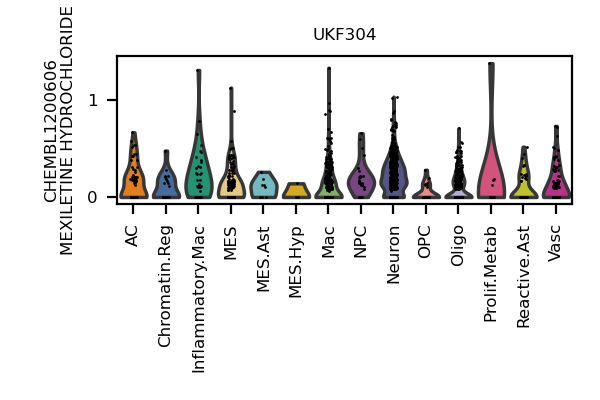 UKF304
CHEMBL1200606
MEXILETINE HYDROCHLORIDE
1
0
AC
Chromatin.Reg
Inflammatory.Mac
MES
MES.Ast
MES.Hyp
Mac
NPC
Neuron
OPC
Oligo
Prolif.Metab
Reactive.Ast
Vasc